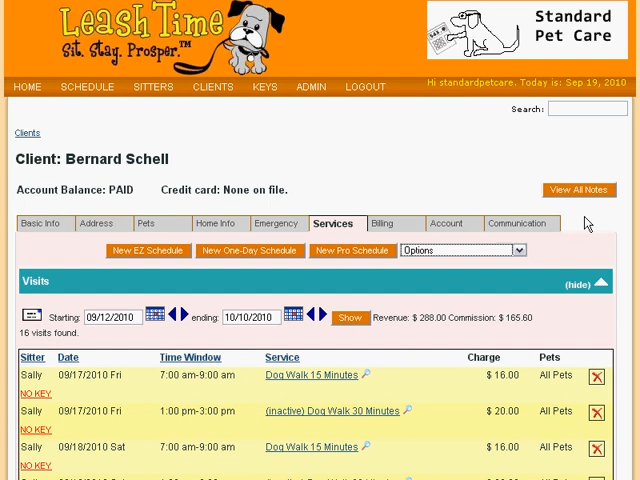 LeashTime
Sit. Stay. Prosper.™
Standard
Pet Care
HOME SCHEDULE SITTERS CLIENTS KEYS ADMIN LOGOUT
Hi standardpetcare. Today is: Sep 19, 2010
Search:
Clients
Client: Bernard Schell
Account Balance: PAID Credit card: None on file.
View All Notes
Basic Info Address Pets Home Info Emergency Services Billing Account Communication
New EZ Schedule New One-Day Schedule New Pro Schedule Options
Visits (hide)
Starting: 09/12/2010 ending: 10/10/2010 Show Revenue: $ 288.00 Commission: $ 165.60
16 visits found.
Sitter Date Time Window Service Charge Pets
Sally 09/17/2010 Fri 7:00 am-9:00 am Dog Walk 15 Minutes $ 16.00 All Pets
NO KEY
Sally 09/17/2010 Fri 1:00 pm-3:00 pm (inactive) Dog Walk 30 Minutes $ 20.00 All Pets
NO KEY
Sally 09/18/2010 Sat 7:00 am-9:00 am Dog Walk 15 Minutes $ 16.00 All Pets
NO KEY